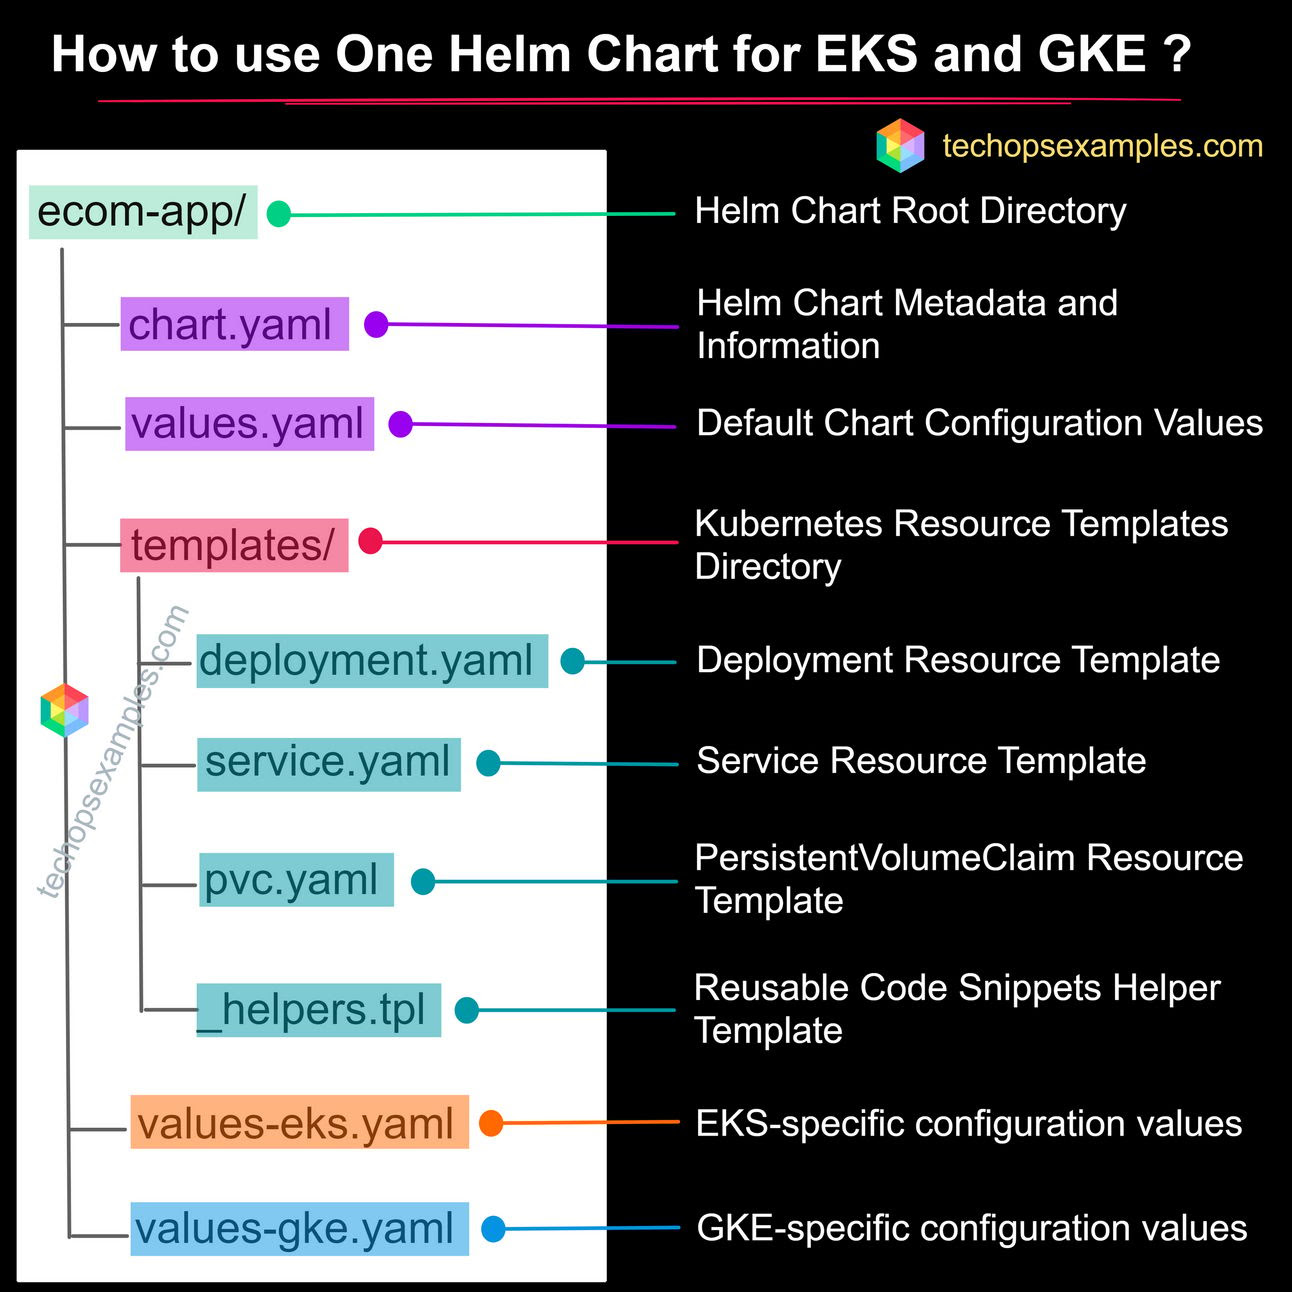 How to use One Helm Chart for EKS and GKE ?
techopsexamples.com
ecom-app/
Helm Chart Root Directory
chart.yaml
Helm Chart Metadata and
Information
values.yaml
Default Chart Configuration Values
templates/
Kubernetes Resource Templates
Directory
deployment.yaml
Deployment Resource Template
service.yaml
Service Resource Template
pvc.yaml
PersistentVolumeClaim Resource
Template
_helpers.tpl
Reusable Code Snippets Helper
Template
values-eks.yaml
EKS-specific configuration values
values-gke.yaml
GKE-specific configuration values
techopsexamples.com